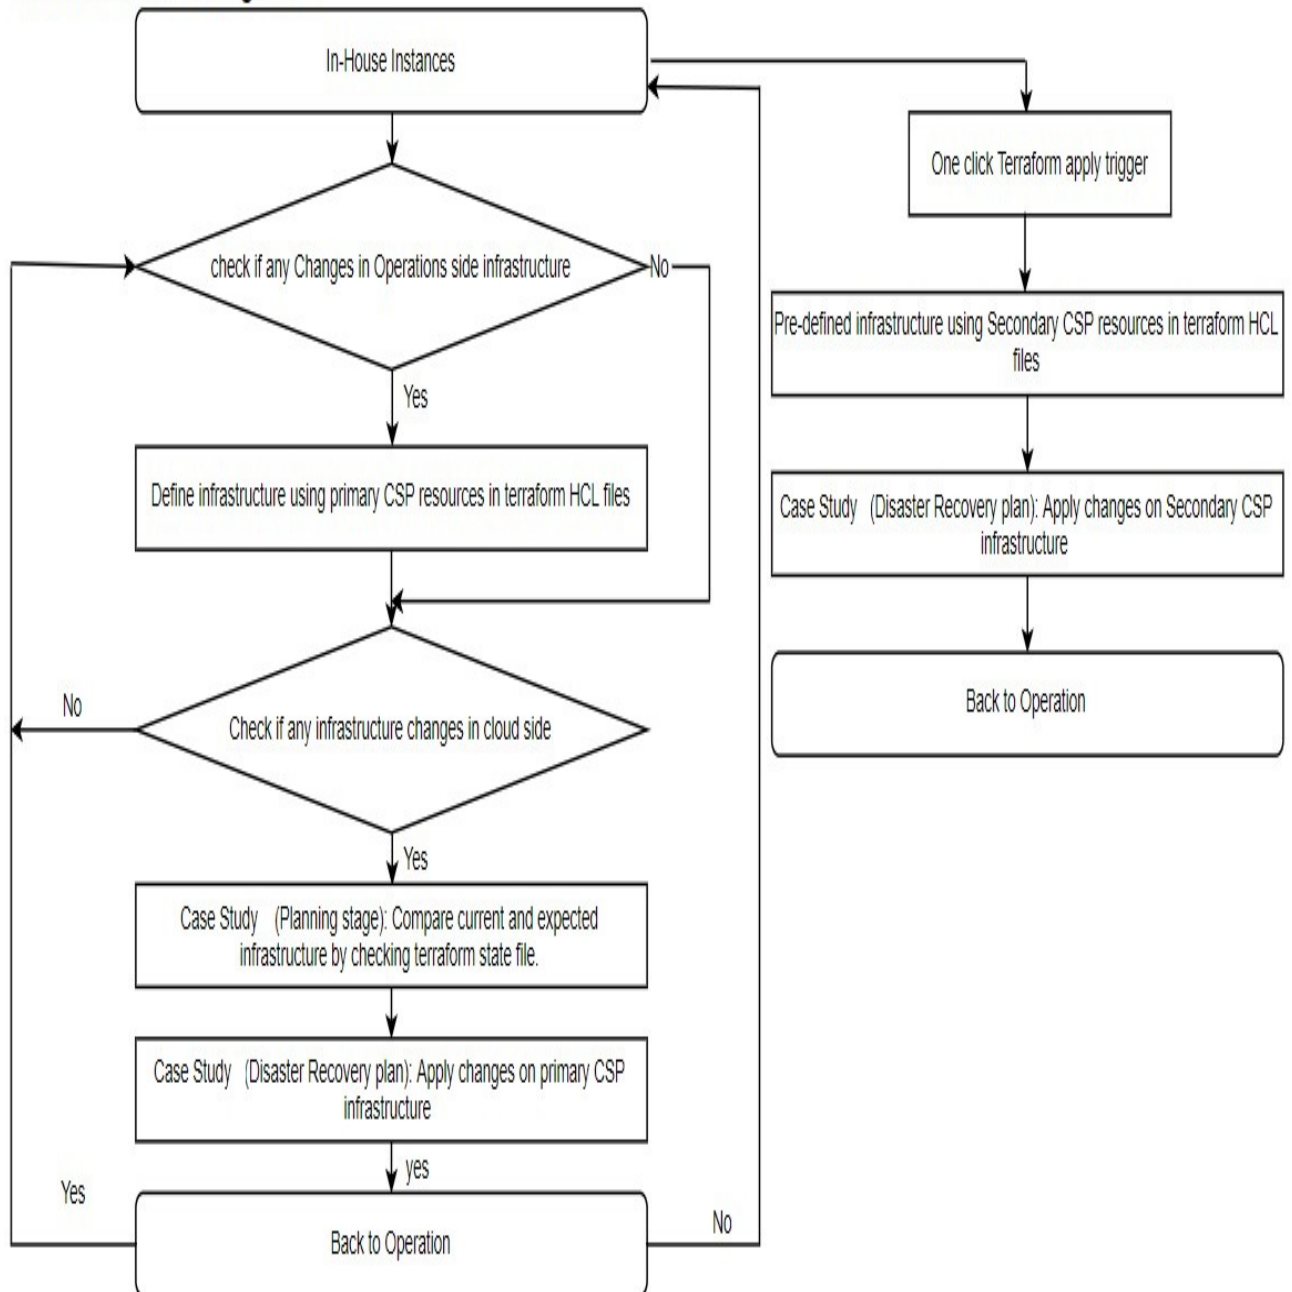 In-House Instances
One click Terraform apply trigger
check if any Changes in Operations side infrastructure
No
Pre-defined infrastructure using Secondary CSP resources in terraform HCL
files
Yes
Define infrastructure using primary CSP resources in terraform HCL files
Case Study (Disaster Recovery plan): Apply changes on Secondary CSP
infrastructure
No
Check if any infrastructure changes in cloud side
Back to Operation
Yes
Case Study (Planning stage): Compare current and expected
infrastructure by checking terraform state file.
Case Study (Disaster Recovery plan): Apply changes on primary CSP
infrastructure
yes
Yes
No
Back to Operation